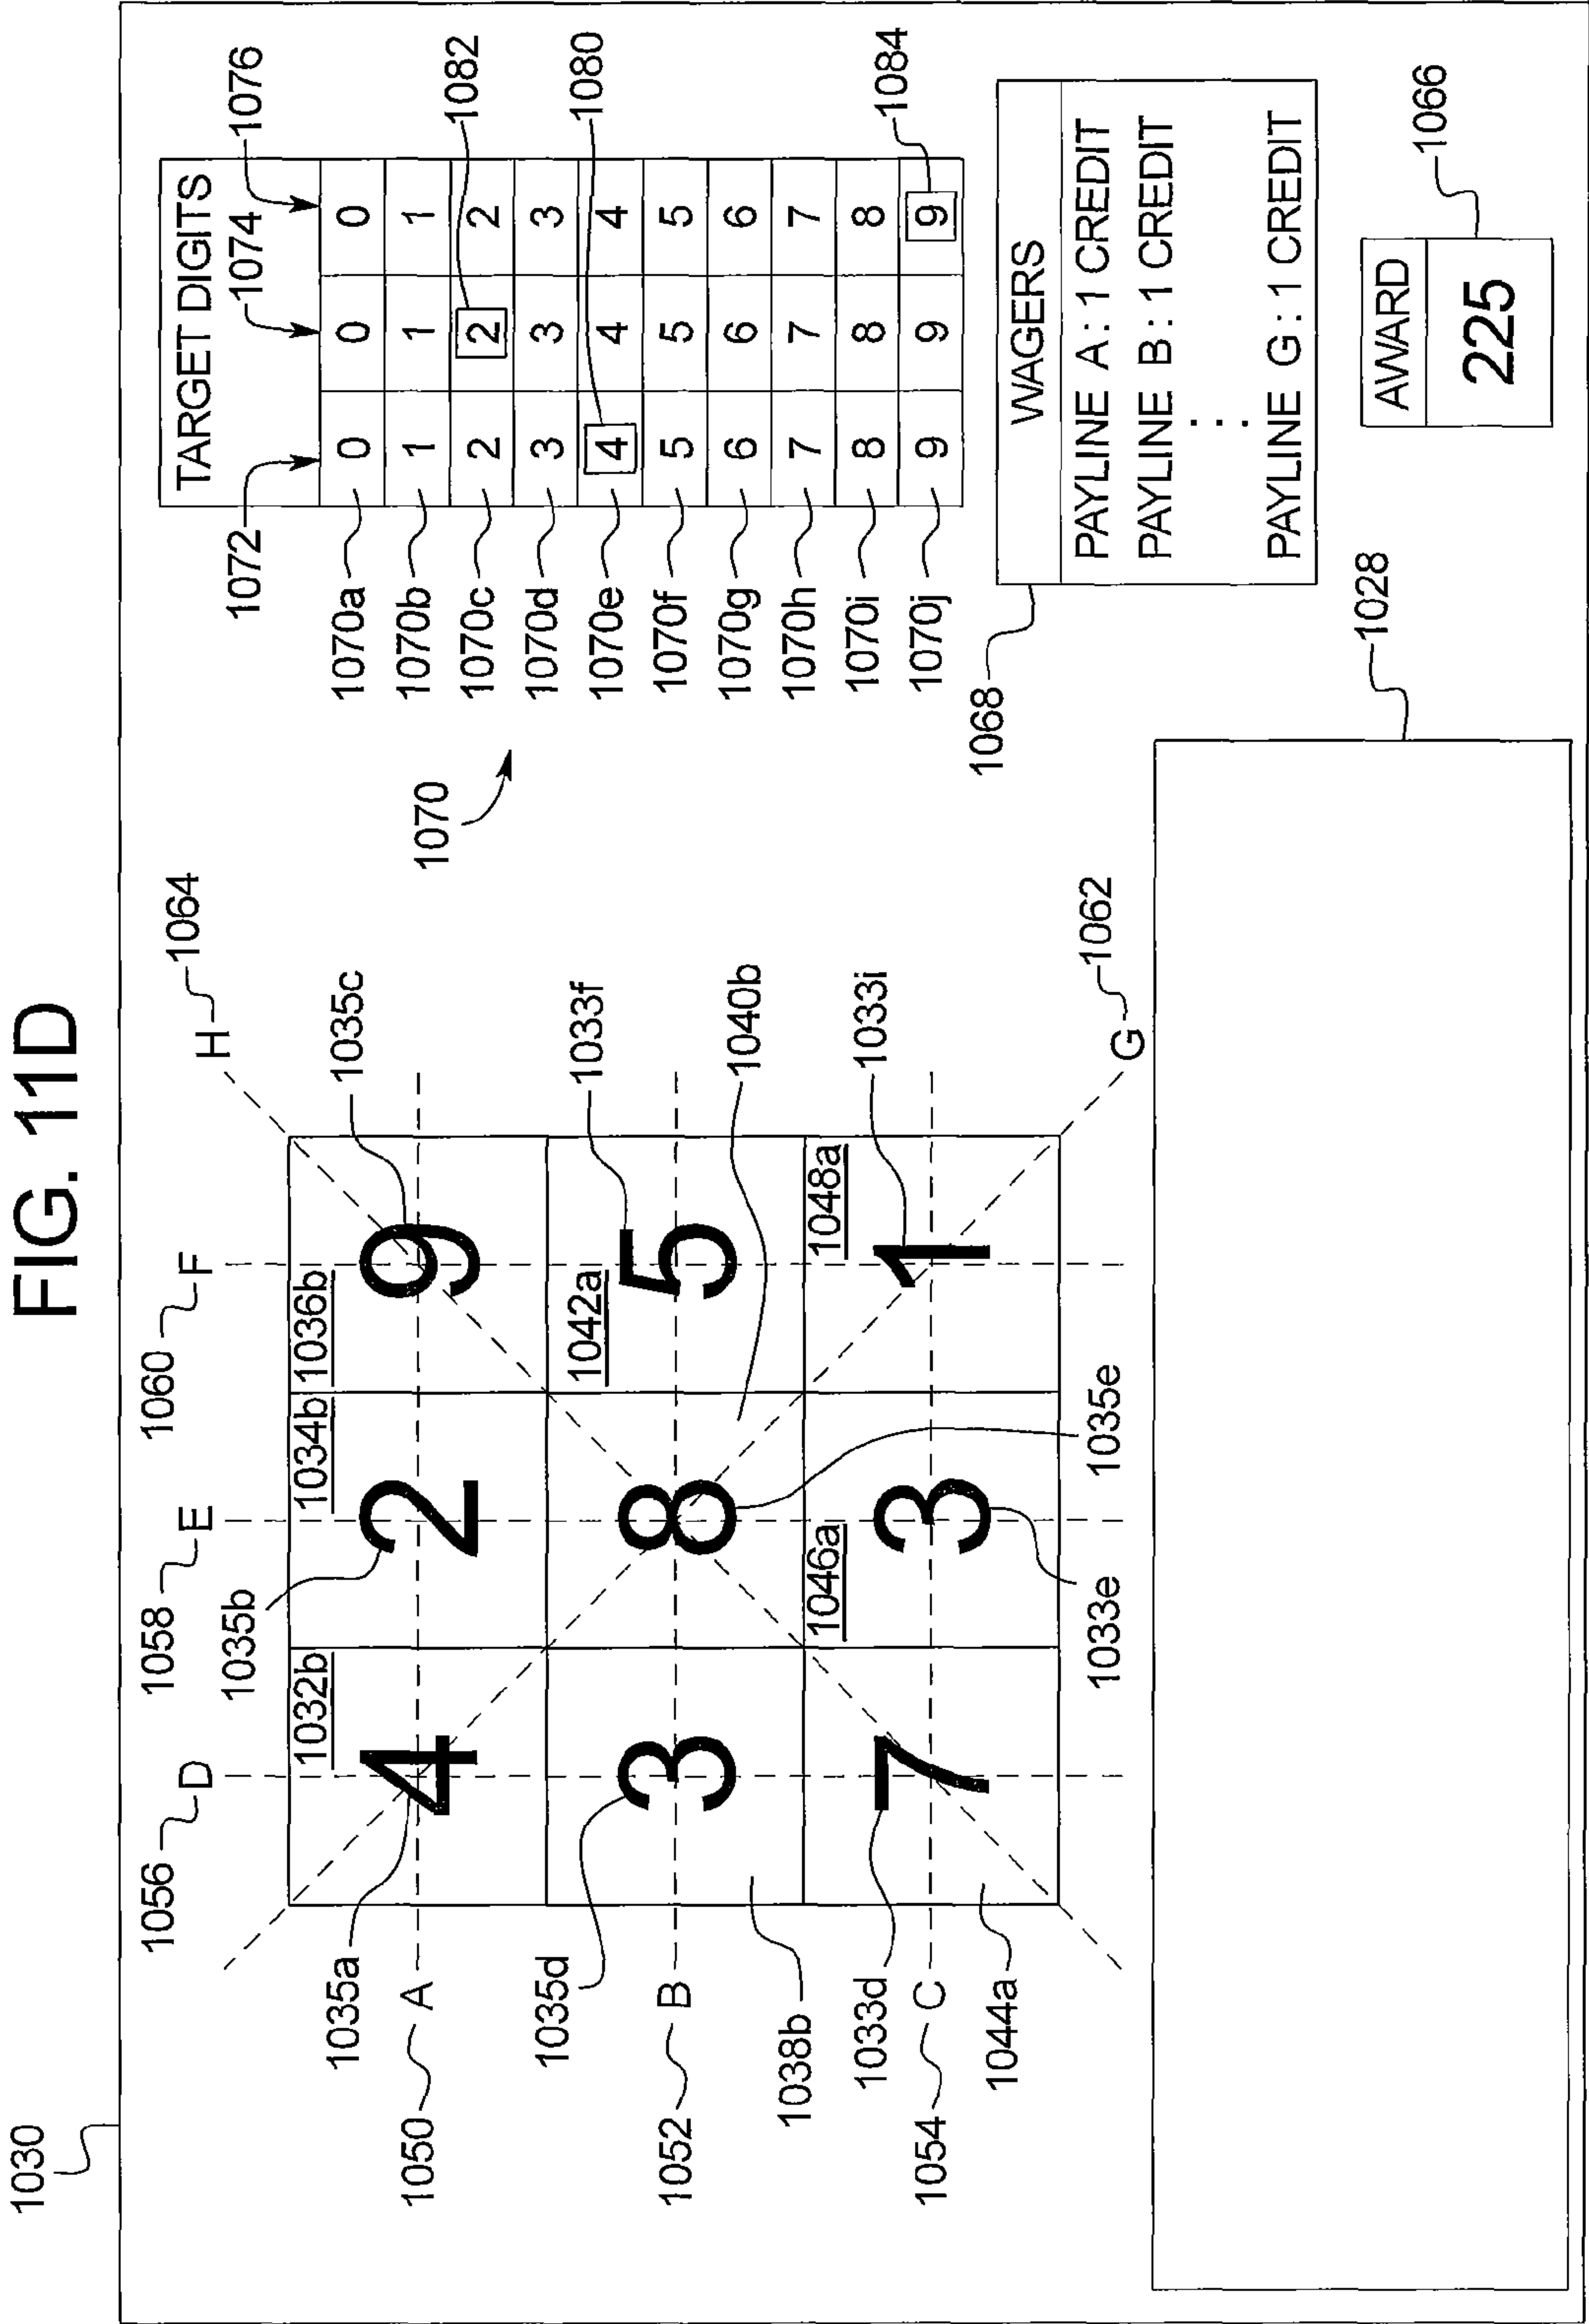 FIG. 11D
1030
1056 D
1058 E
1060 F
H 1064
1035b
1032b
1034b
1036b
1035a
4
2
9
1035c
1050 A
1035d
1042a
1033f
3
8
5
1052 B
1038b
1040b
1046a
1048a
1033d
7
3
1
1033i
1054 C
1044a
1033e
1035e
G 1062
1070
TARGET DIGITS
1072
1074
1076
1070a 0 0 0
1070b 1 1 1
1070c 2 2 2
1082
1070d 3 3 3
1070e 4 4 4
1080
1070f 5 5 5
1070g 6 6 6
1070h 7 7 7
1070i 8 8 8
1070j 9 9 9
1084
1068
WAGERS
PAYLINE A : 1 CREDIT
PAYLINE B : 1 CREDIT
⋮
PAYLINE G : 1 CREDIT
1028
AWARD
225
1066